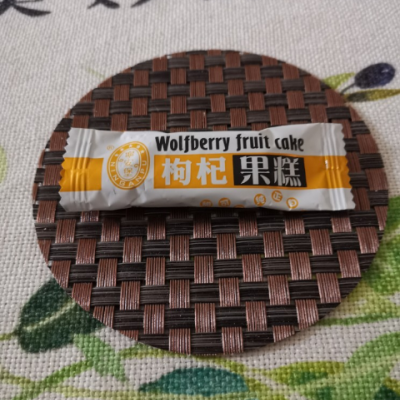 Wolfberry fruit cake
枸杞果糕